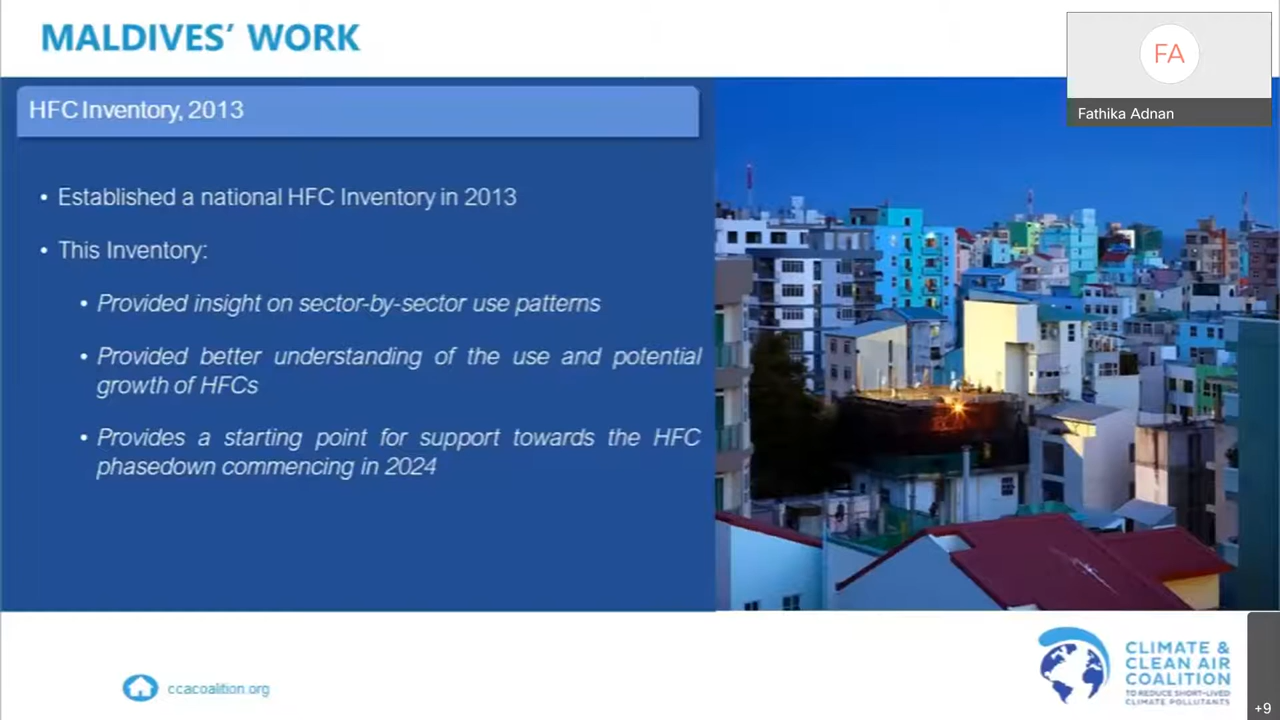 MALDIVES' WORK
FA
Fathika Adnan
HFC Inventory, 2013
• Established a national HFC Inventory in 2013
• This Inventory:
• Provided insight on sector-by-sector use patterns
• Provided better understanding of the use and potential
growth of HFCs
• Provides a starting point for support towards the HFC
phasedown commencing in 2024
ccacoalition.org
CLIMATE &
CLEAN AIR
COALITION
TO REDUCE SHORT-LIVED
CLIMATE POLLUTANTS
+9